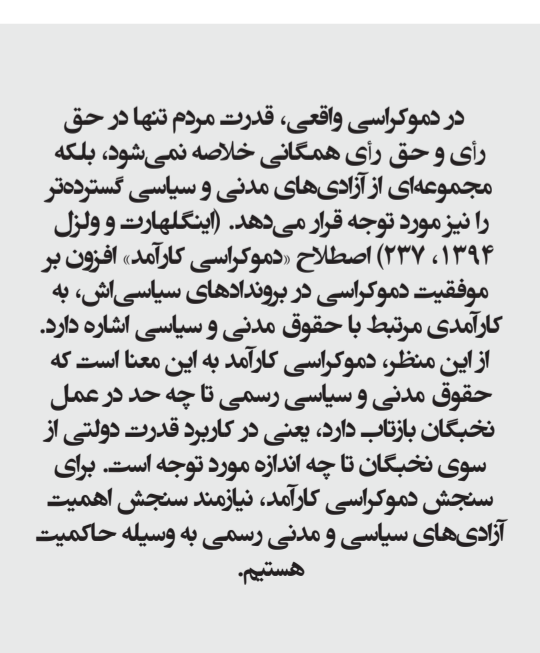 در دموکراسی واقعی، قدرت مردم تنها در حق
رأی و حق رأی همگانی خلاصه نمی‌شود، بلکه
مجموعه‌ای از آزادی‌های مدنی و سیاسی گسترده‌تر
را نیز مورد توجه قرار می‌دهد. (اینگلهارت و ولزل
۱۳۹۴، ۲۳۷) اصطلاح «دموکراسی کارآمد» افزون بر
موفقیت دموکراسی در بروندادهای سیاسی‌اش، به
کارآمدی مرتبط با حقوق مدنی و سیاسی اشاره دارد.
از این منظر، دموکراسی کارآمد به این معنا است که
حقوق مدنی و سیاسی رسمی تا چه حد در عمل
نخبگان بازتاب دارد، یعنی در کاربرد قدرت دولتی از
سوی نخبگان تا چه اندازه مورد توجه است. برای
سنجش دموکراسی کارآمد، نیازمند سنجش اهمیت
آزادی‌های سیاسی و مدنی رسمی به وسیله حاکمیت
هستیم.